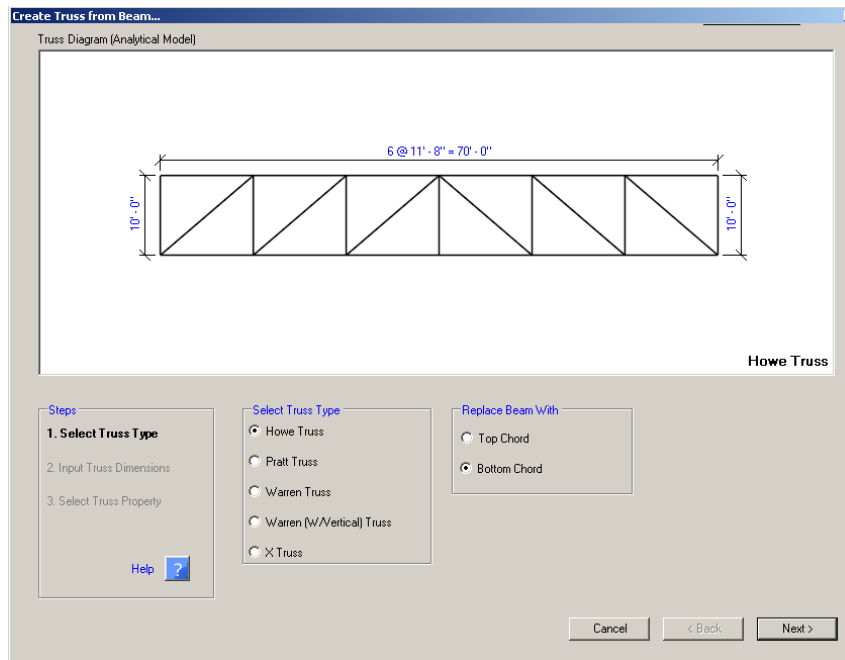 Create Truss from Beam...
Truss Diagram (Analytical Model)
6 @ 11' - 8" = 70' - 0"
10' - 0"
10' - 0"
Howe Truss
Steps
1. Select Truss Type
2. Input Truss Dimensions
3. Select Truss Property
Help ?
Select Truss Type
Howe Truss
Pratt Truss
Warren Truss
Warren (W/Vertical) Truss
X Truss
Replace Beam With
Top Chord
Bottom Chord
Cancel
< Back
Next >